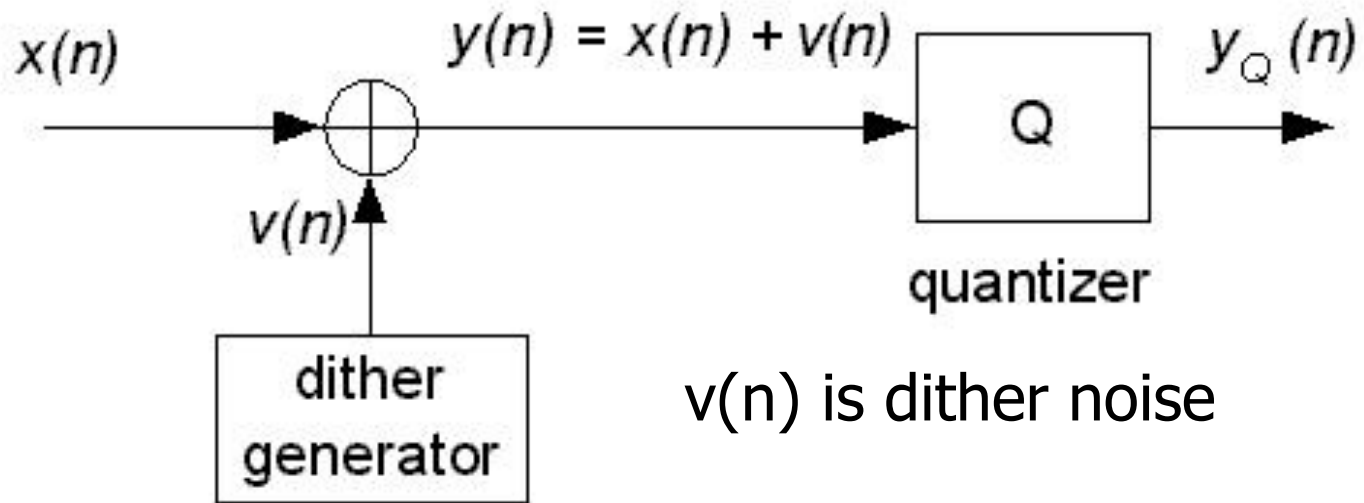 x(n)
y(n) = x(n) + v(n)
y_Q (n)
Q
v(n)
quantizer
dither
generator
v(n) is dither noise